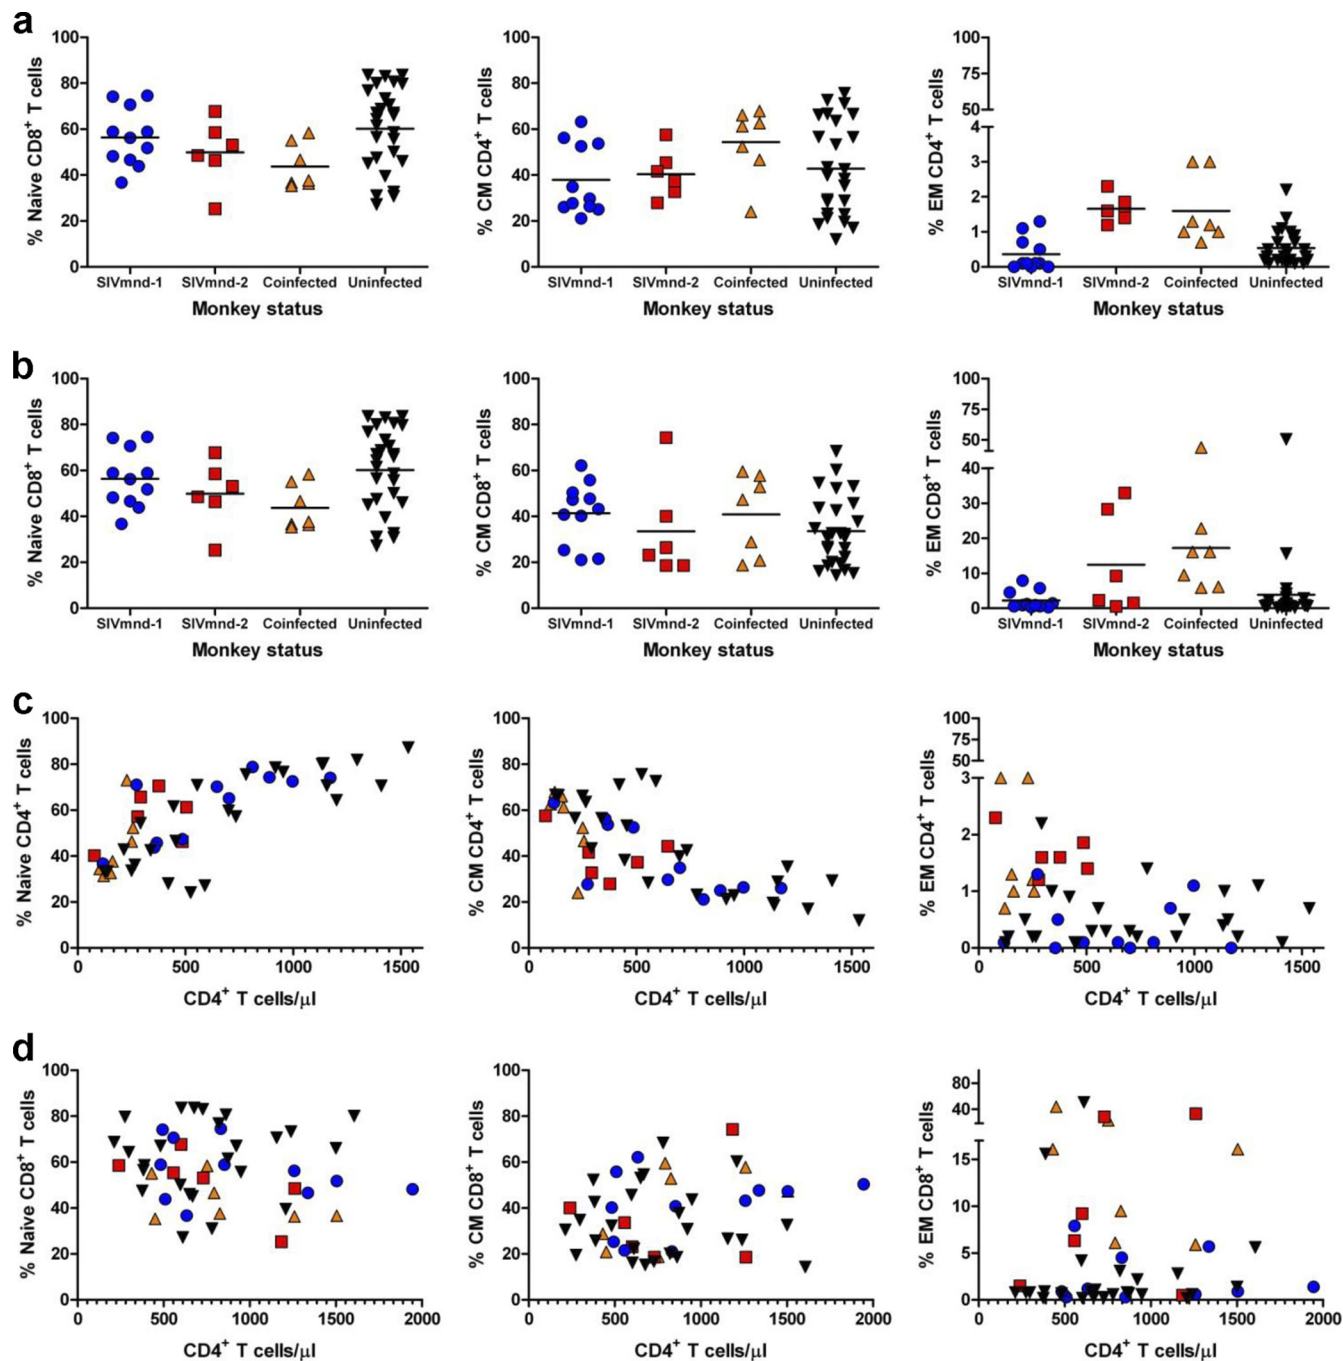 a
% Naive CD8+ T cells
100
80
60
40
20
0
SIVmnd-1 SIVmnd-2 Coinfected Uninfected
Monkey status
% CM CD4+ T cells
100
80
60
40
20
0
SIVmnd-1 SIVmnd-2 Coinfected Uninfected
Monkey status
% EM CD4+ T cells
100
75
50
4
3
2
1
0
SIVmnd-1 SIVmnd-2 Coinfected Uninfected
Monkey status
b
% Naive CD8+ T cells
100
80
60
40
20
0
SIVmnd-1 SIVmnd-2 Coinfected Uninfected
Monkey status
% CM CD8+ T cells
100
80
60
40
20
0
SIVmnd-1 SIVmnd-2 Coinfected Uninfected
Monkey status
% EM CD8+ T cells
100
75
50
40
30
20
10
0
SIVmnd-1 SIVmnd-2 Coinfected Uninfected
Monkey status
c
% Naive CD4+ T cells
100
80
60
40
20
0
0 500 1000 1500
CD4+ T cells/μl
% CM CD4+ T cells
100
80
60
40
20
0
0 500 1000 1500
CD4+ T cells/μl
% EM CD4+ T cells
100
75
50
3
2
1
0
0 500 1000 1500
CD4+ T cells/μl
d
% Naive CD8+ T cells
100
80
60
40
20
0
0 500 1000 1500 2000
CD4+ T cells/μl
% CM CD8+ T cells
100
80
60
40
20
0
0 500 1000 1500 2000
CD4+ T cells/μl
% EM CD8+ T cells
80
40
15
10
5
0
0 500 1000 1500 2000
CD4+ T cells/μl